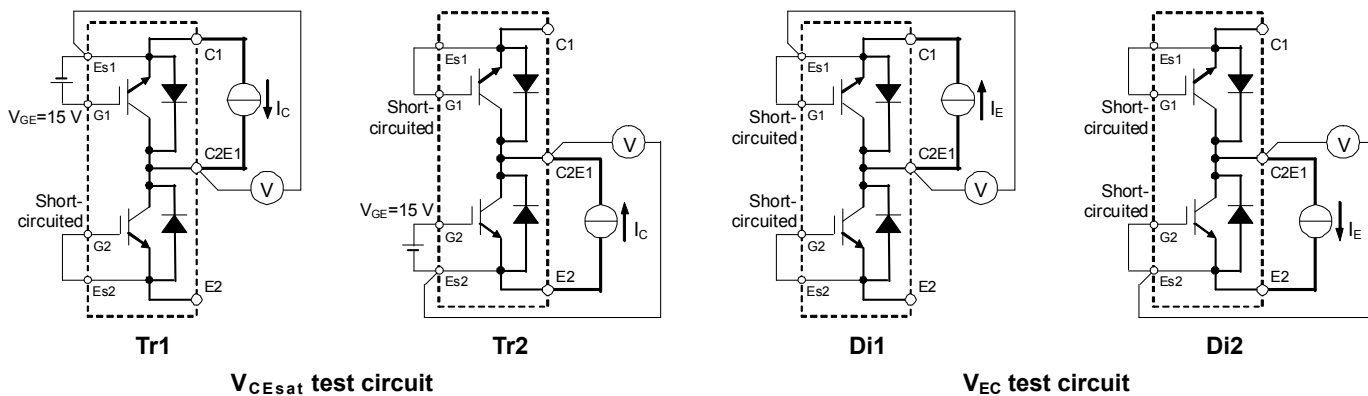 C1
Es1
G1
V_GE=15 V
I_C
C2E1
V
Short-
circuited
G2
Es2
E2
Tr1
C1
Es1
G1
Short-
circuited
V
C2E1
V_GE=15 V
G2
I_C
Es2
E2
Tr2
C1
Es1
G1
Short-
circuited
I_E
C2E1
V
Short-
circuited
G2
Es2
E2
Di1
C1
Es1
G1
Short-
circuited
V
C2E1
Short-
circuited
G2
I_E
Es2
E2
Di2
V_CEsat test circuit
V_EC test circuit